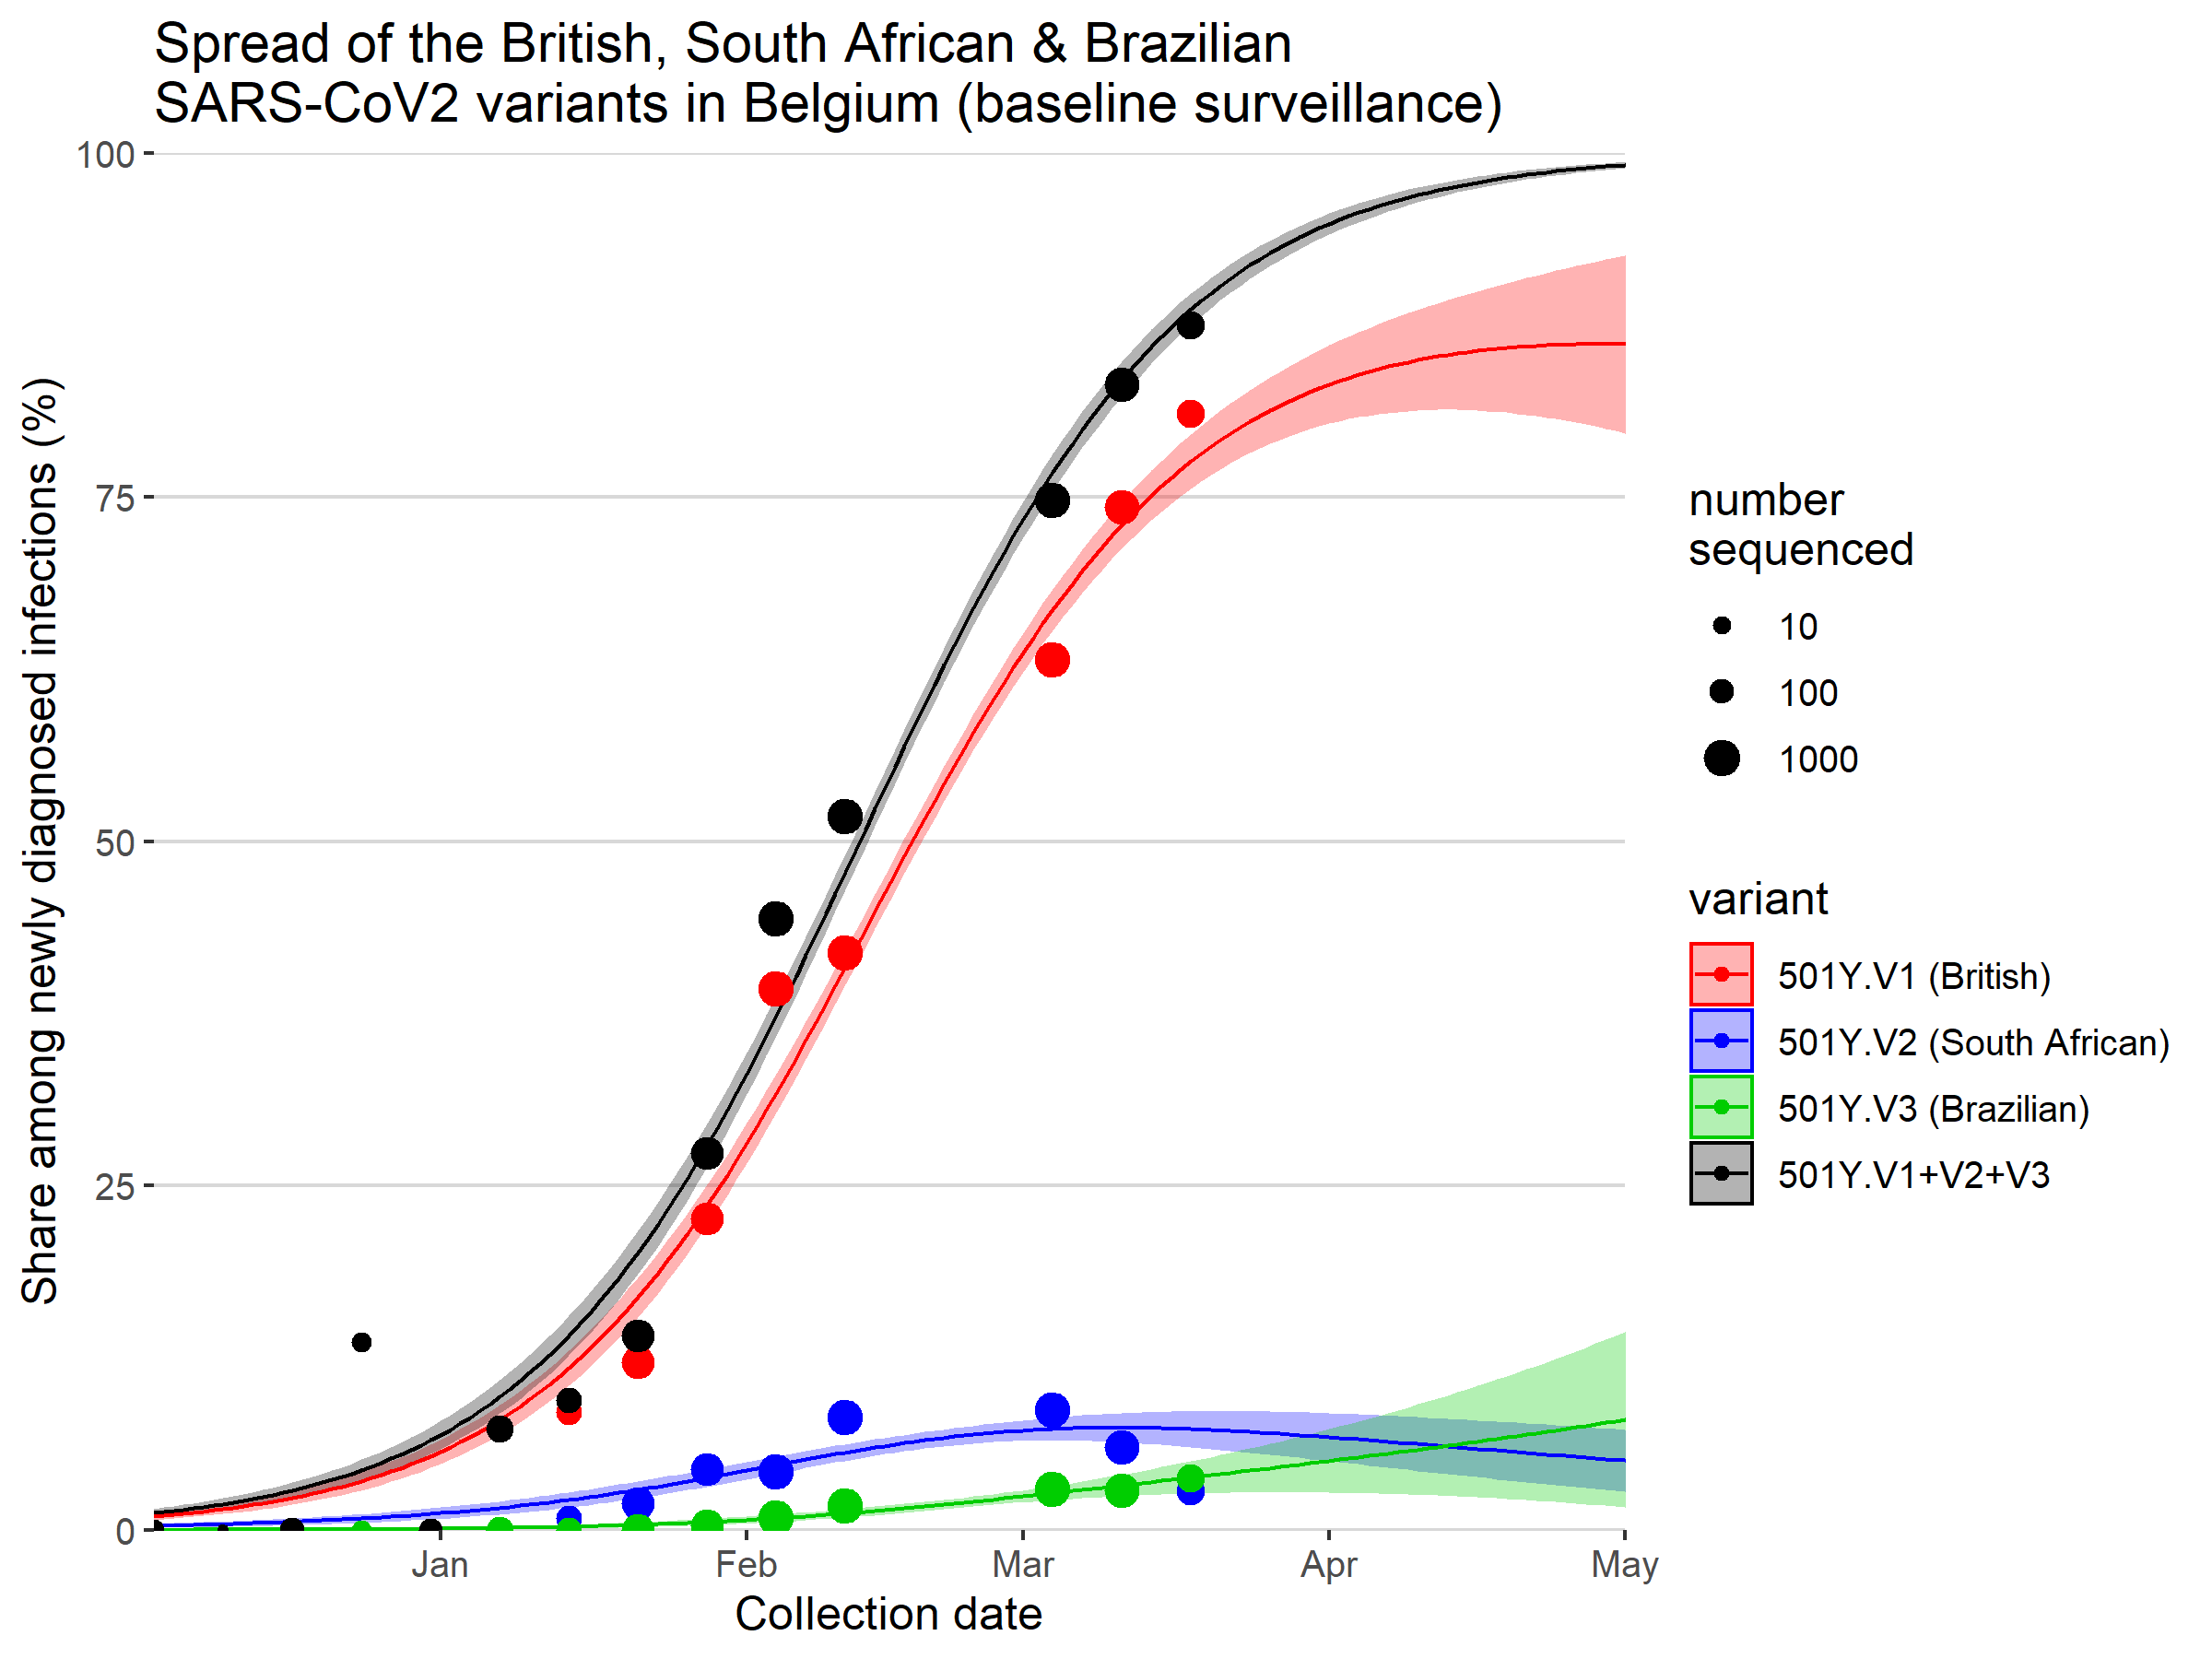 Spread of the British, South African & Brazilian
SARS-CoV2 variants in Belgium (baseline surveillance)
Share among newly diagnosed infections (%)
100
75
50
25
0
Jan
Feb
Mar
Apr
May
Collection date
number
sequenced
10
100
1000
variant
501Y.V1 (British)
501Y.V2 (South African)
501Y.V3 (Brazilian)
501Y.V1+V2+V3